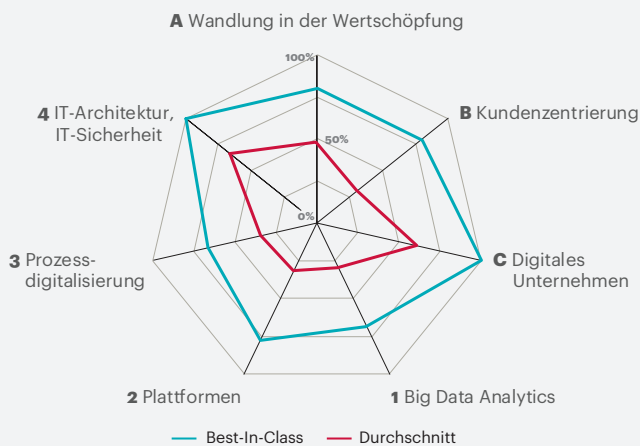 A Wandlung in der Wertschöpfung
100%
4 IT-Architektur,
IT-Sicherheit
B Kundenzentrierung
50%
0%
3 Prozess-
digitalisierung
C Digitales
Unternehmen
2 Plattformen
1 Big Data Analytics
Best-In-Class
Durchschnitt